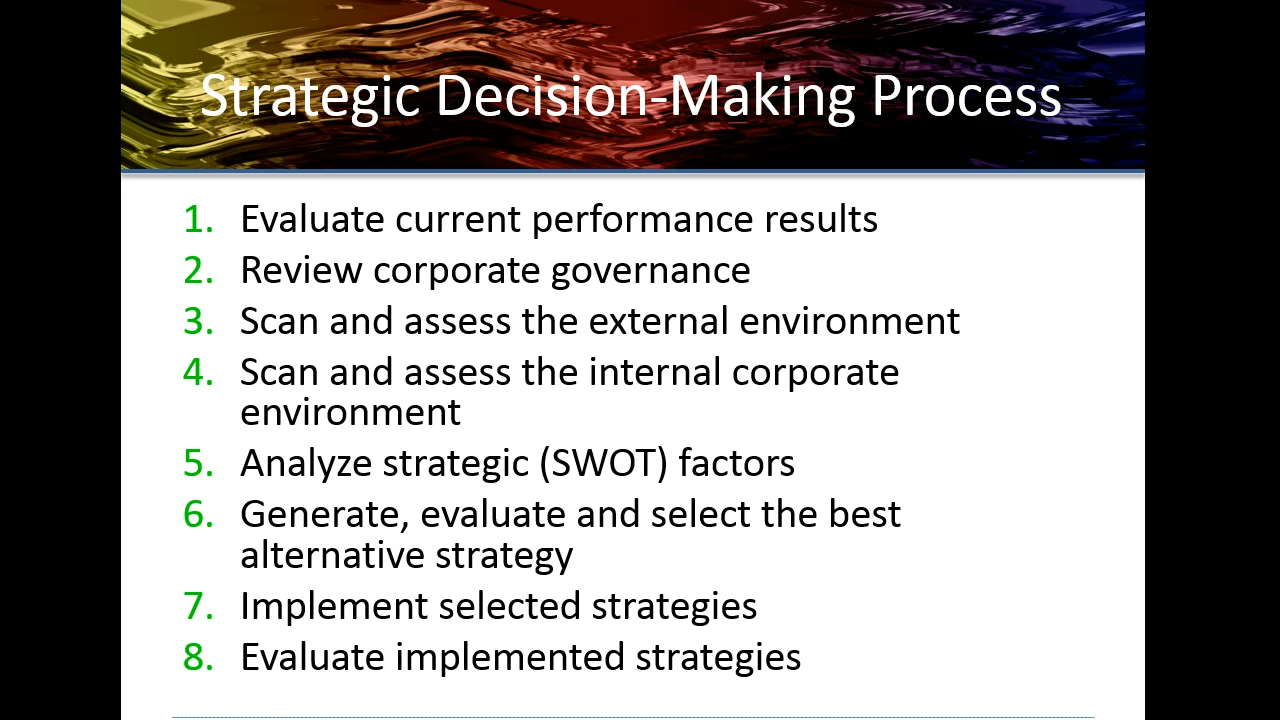 Strategic Decision-Making Process
1. Evaluate current performance results
2. Review corporate governance
3. Scan and assess the external environment
4. Scan and assess the internal corporate
environment
5. Analyze strategic (SWOT) factors
6. Generate, evaluate and select the best
alternative strategy
7. Implement selected strategies
8. Evaluate implemented strategies